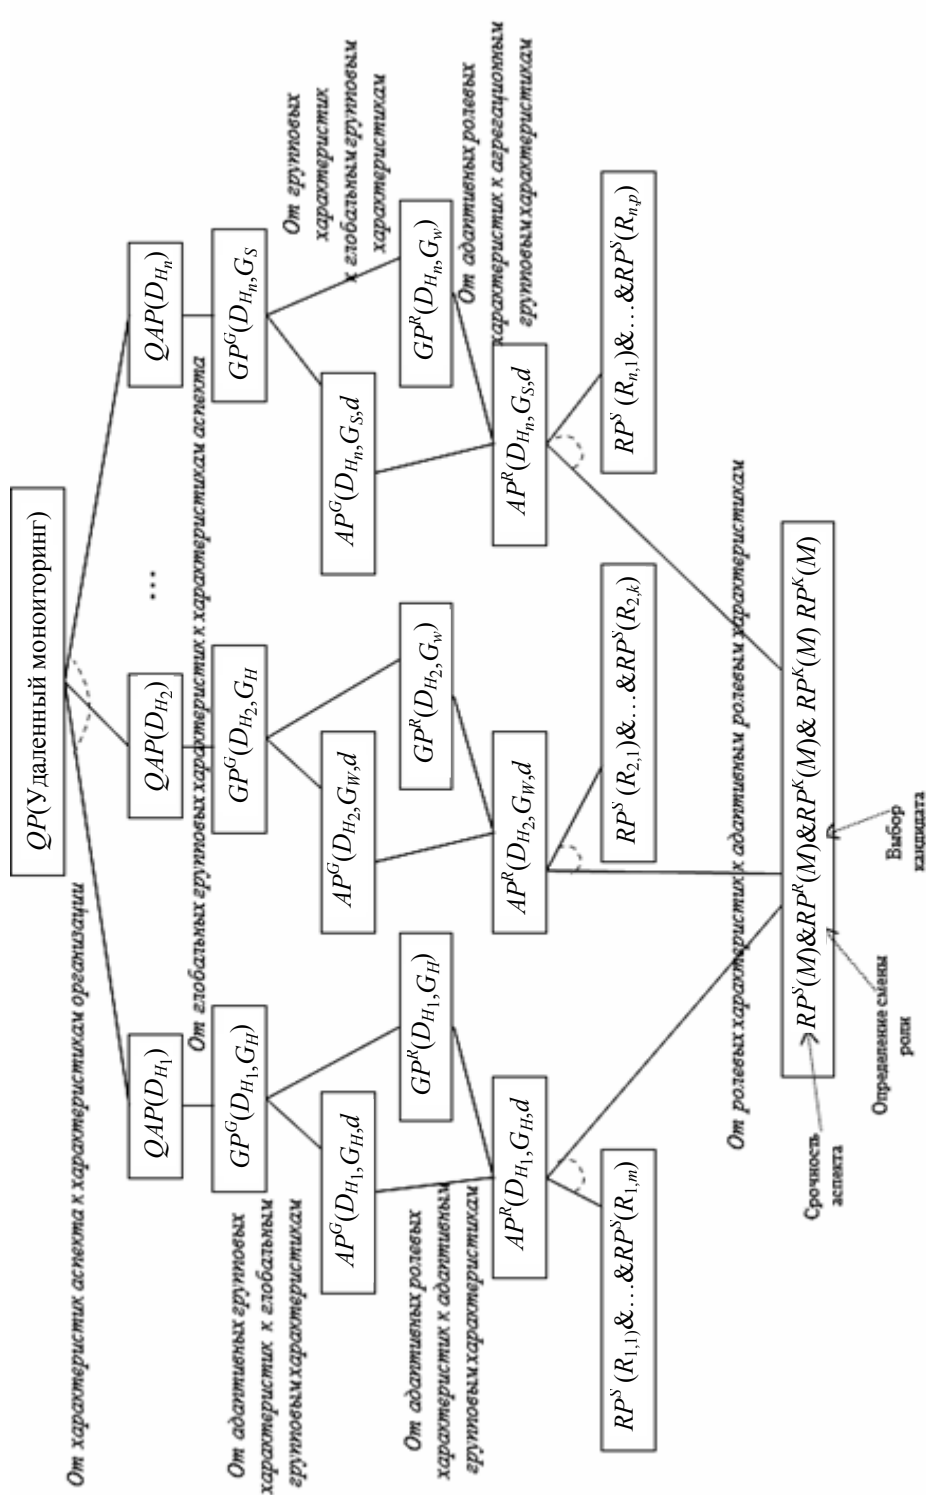 QP(Удаленный моноиторинг)
От характеристик аспекта к характеристикам организации
QAP(D_{H_1})
QAP(D_{H_2})
...
QAP(D_{H_n})
От глобальных групповых характеристик к характеристикам аспекта
GP^G(D_{H_1},G_H)
GP^G(D_{H_2},G_H
GP^G(D_{H_n},G_S
От адаптивных групповых
характеристик к глобальным
групповым характеристикам
От групповых
характеристик
к глобальным групповым
характеристикам
AP^G(D_{H_1},G_H,d
AP^G(D_{H_2},G_W,d
AP^G(D_{H_n},G_S,d
GP^R(D_{H_1},G_H)
GP^R(D_{H_2},G_w)
GP^R(D_{H_n},G_w)
От адаптивных ролевых
характеристик к адаптивным
групповым характеристикам
От адаптивных ролевых
характеристик к агрегационным
групповым характеристикам
AP^R(D_{H_1},G_H,d
AP^R(D_{H_2},G_W,d
AP^R(D_{H_n},G_S,d
RP^S(R_{1,1})&...&RP^S(R_{1,m})
RP^S(R_{2,1})&...&RP^S(R_{2,k})
RP^S(R_{n,1})&...&RP^S(R_{n,p})
От ролевых характеристик к адаптивным ролевым характеристикам
RP^S(M)&RP^R(M)&RP^K(M)& RP^K(M) RP^K(M)
Срочность
аспекта
Определение смены
роли
Выбор
кандидата